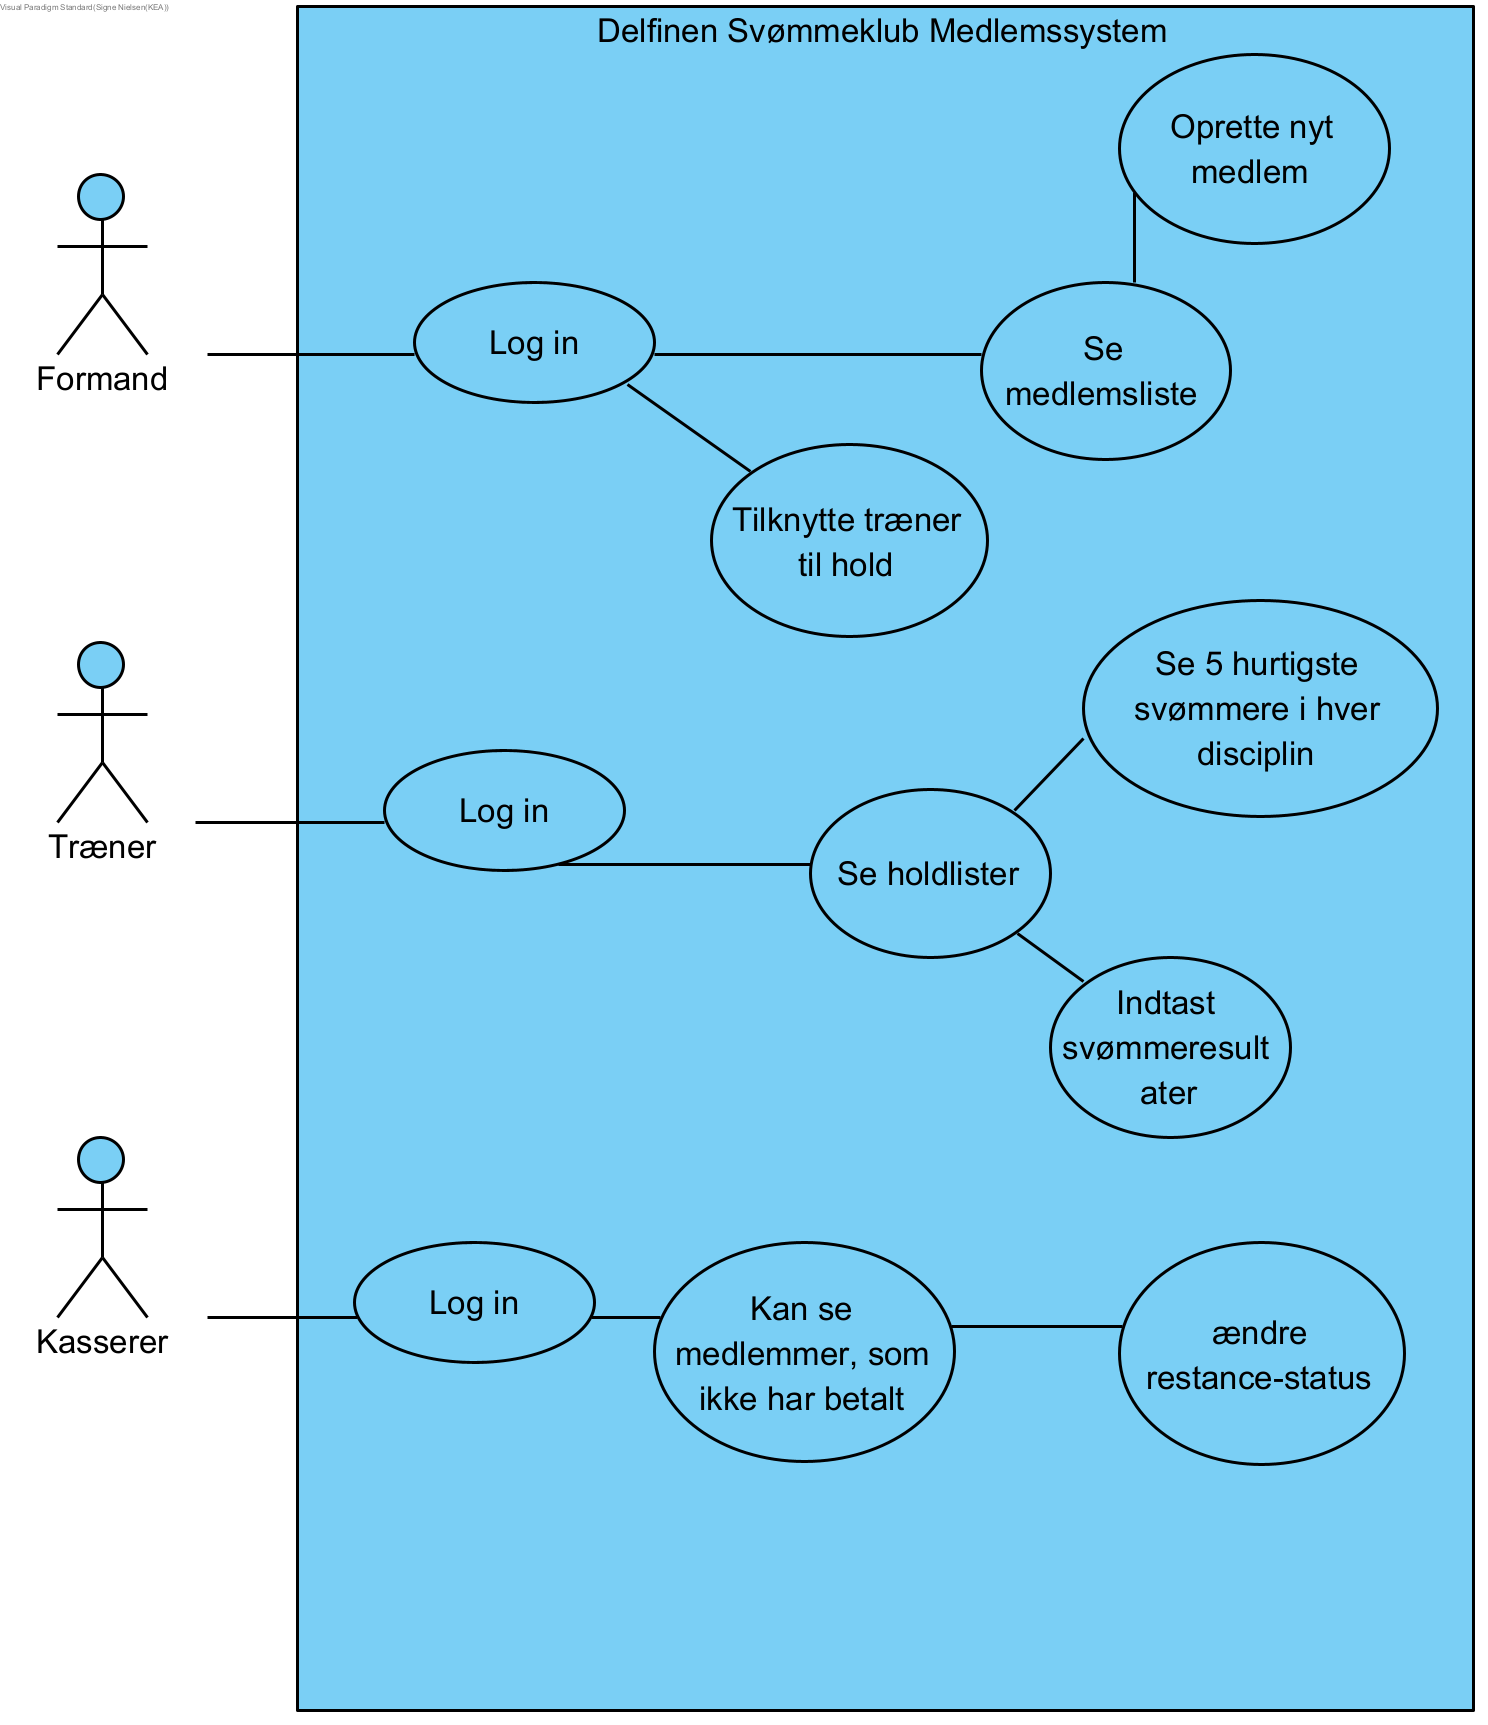 Visual Paradigm Standard(Signe Nielsen(KEA))
Delfinen Svømmeklub Medlemssystem
Oprette nyt
medlem
Formand
Log in
Se
medlemsliste
Tilknytte træner
til hold
Træner
Log in
Se holdlister
Se 5 hurtigste
svømmere i hver
disciplin
Indtast
svømmeresult
ater
Kasserer
Log in
Kan se
medlemmer, som
ikke har betalt
ændre
restance-status